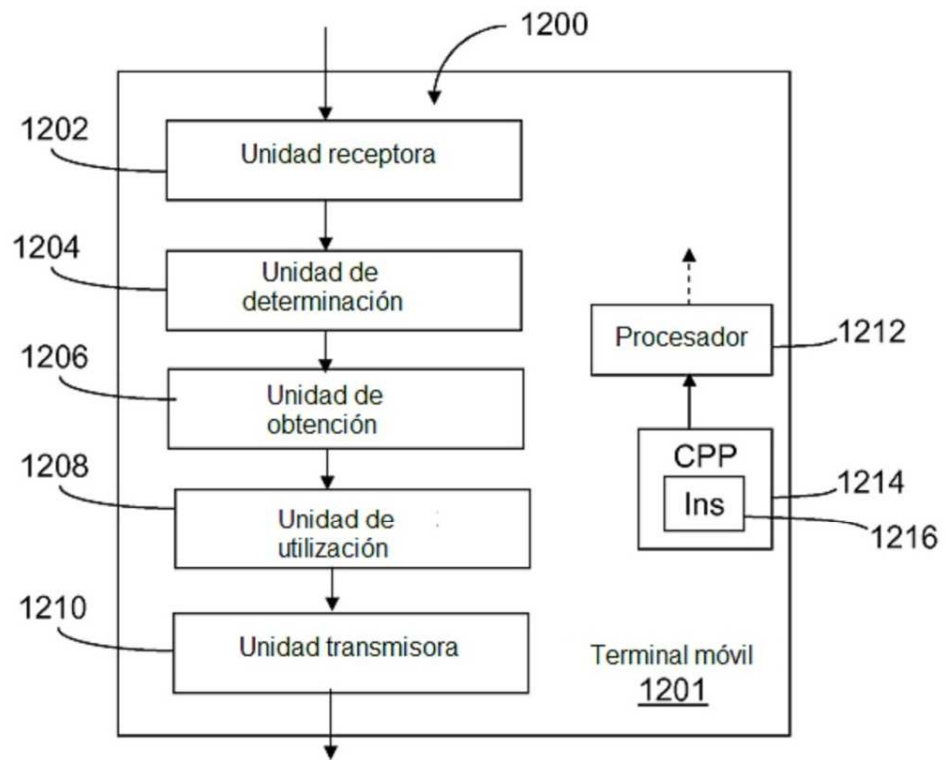 1200
1202
Unidad receptora
1204
Unidad de
determinación
1206
Unidad de
obtención
1208
Unidad de
utilización
1210
Unidad transmisora
Procesador
1212
CPP
Ins
1214
1216
Terminal móvil
1201